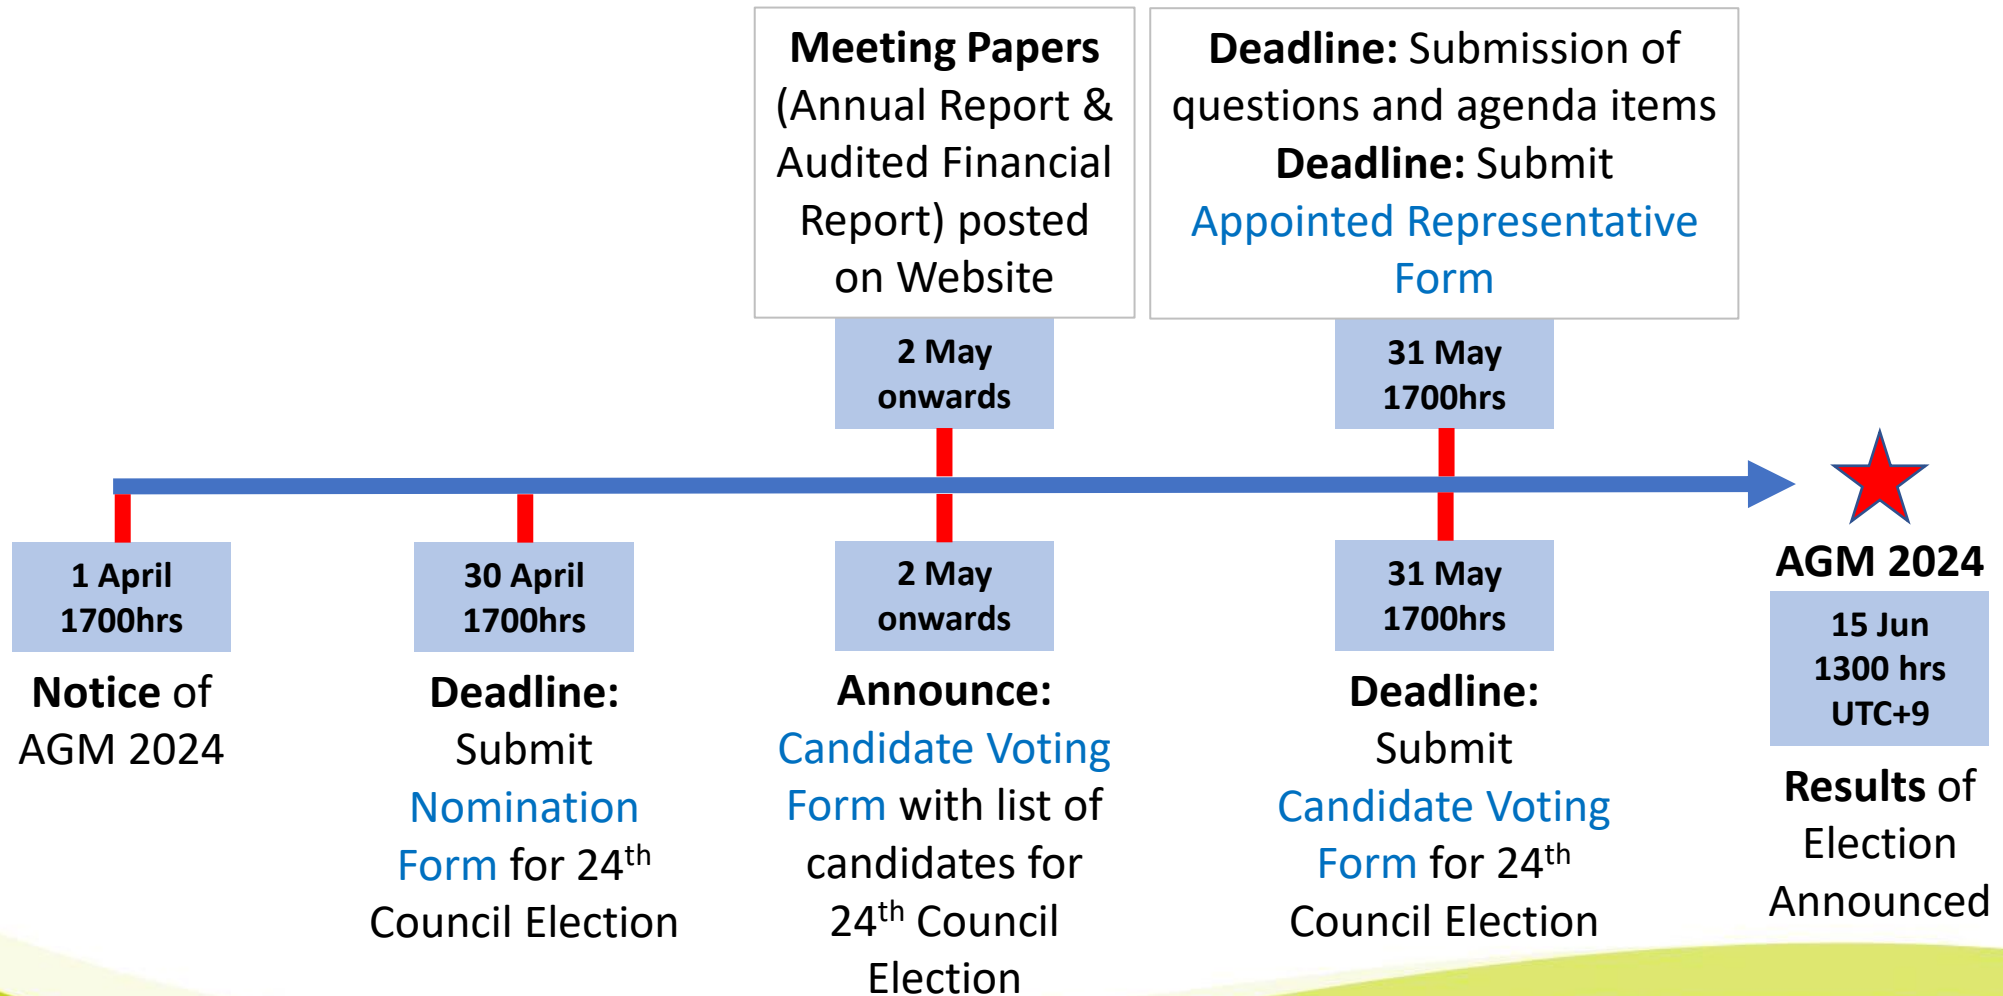 Meeting Papers
(Annual Report &
Audited Financial
Report) posted
on Website
Deadline: Submission of
questions and agenda items
Deadline: Submit
Appointed Representative
Form
2 May
onwards
31 May
1700hrs
1 April
1700hrs
Notice of
AGM 2024
30 April
1700hrs
Deadline:
Submit
Nomination
Form for 24th
Council Election
2 May
onwards
Announce:
Candidate Voting
Form with list of
candidates for
24th Council
Election
31 May
1700hrs
Deadline:
Submit
Candidate Voting
Form for 24th
Council Election
AGM 2024
15 Jun
1300 hrs
UTC+9
Results of
Election
Announced